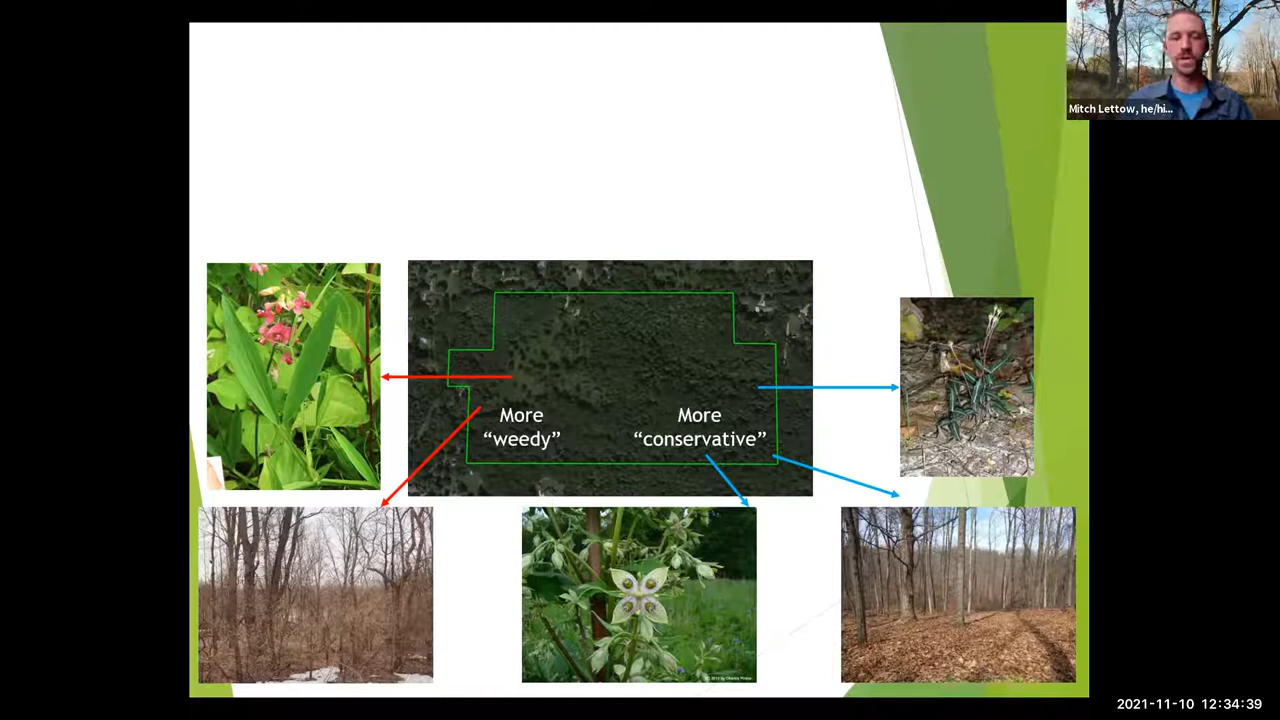 Mitch Lettow, he/hi...
More
“weedy”
More
“conservative”
2021-11-10 12:34:39